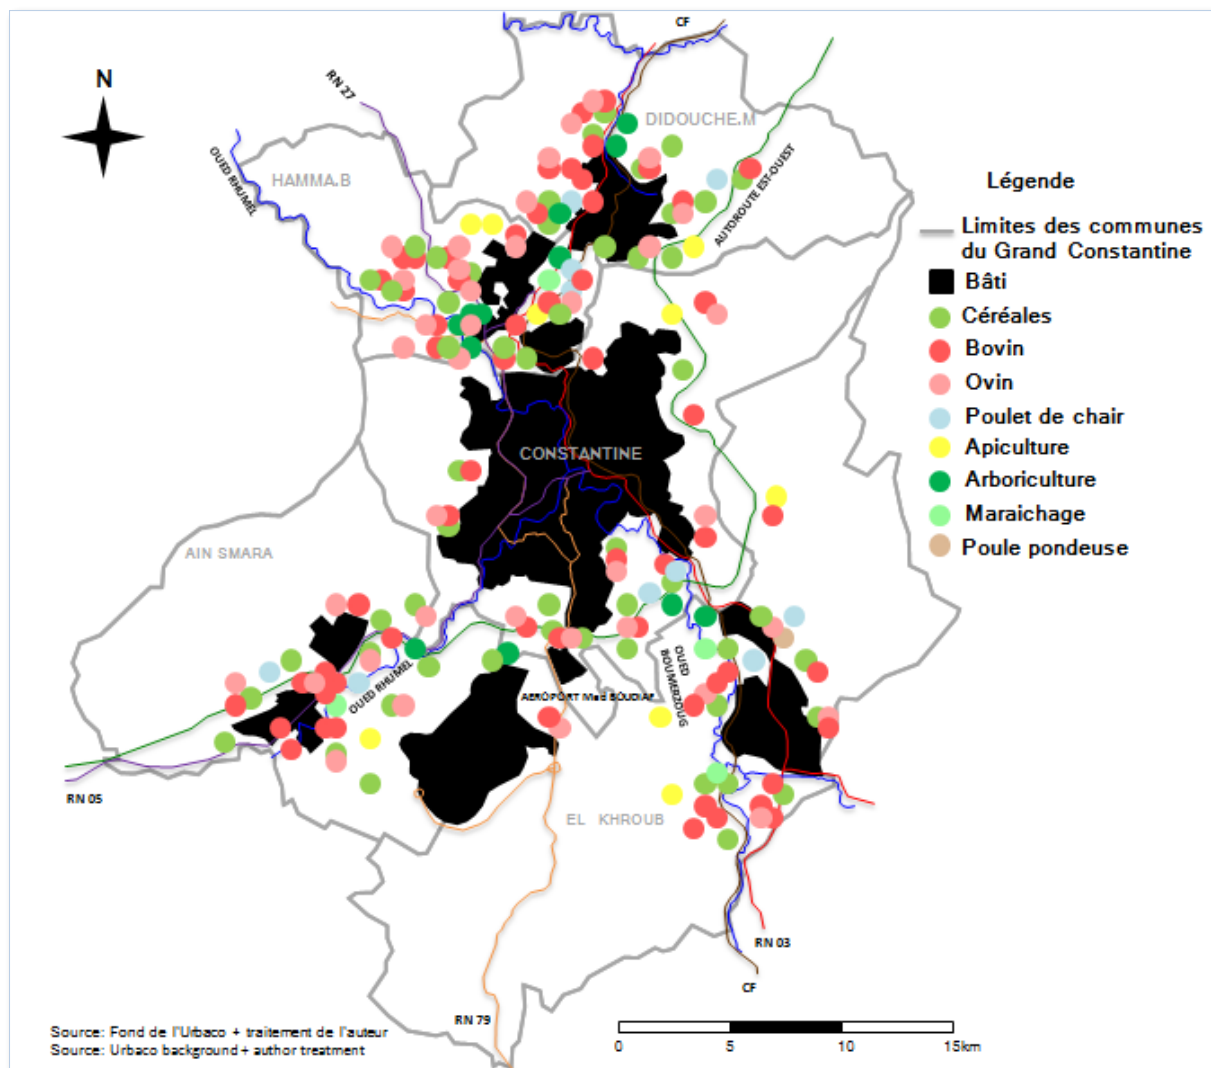 CF
N
RN 27
DIDOUCHE.M
OUED RHUMEL
HAMMA.B
AUTOROUTE EST-OUEST
Légende
Limites des communes
du Grand Constantine
Bâti
Céréales
Bovin
Ovin
Poulet de chair
Apiculture
Arboriculture
Maraichage
Poule pondeuse
CONSTANTINE
AIN SMARA
OUED RHUMEL
OUED
BOUMERZOUG
AEROPORT Med BOUDIAF
RN 05
EL KHROUB
RN 03
CF
RN 79
Source: Fond de l'Urbaco + traitement de l'auteur
Source: Urbaco background + author treatment
0 5 10 15km